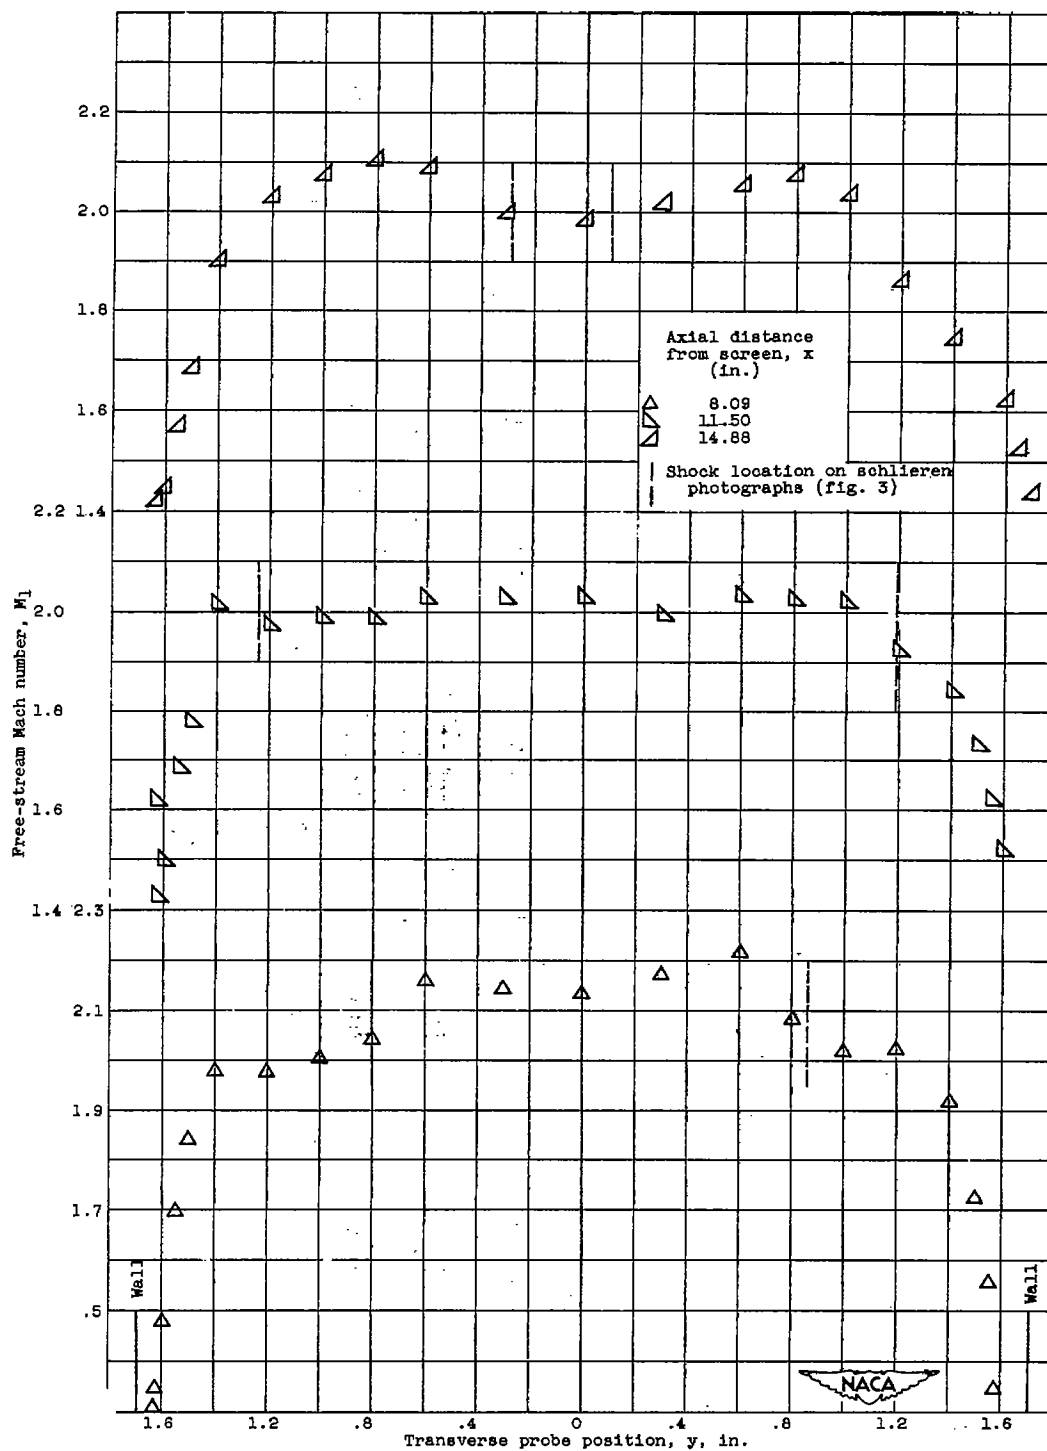 2.2
2.0
1.8
Axial distance
from screen, x
(in.)
8.09
11.50
14.88
Shock location on schlieren
photographs (fig. 3)
1.6
2.2 1.4
2.0
1.8
1.6
1.4 2.3
2.1
1.9
1.7
.5
Free-stream Mach number, M1
Wall
Wall
NACA
1.6 1.2 .8 .4 0 .4 .8 1.2 1.6
Transverse probe position, y, in.